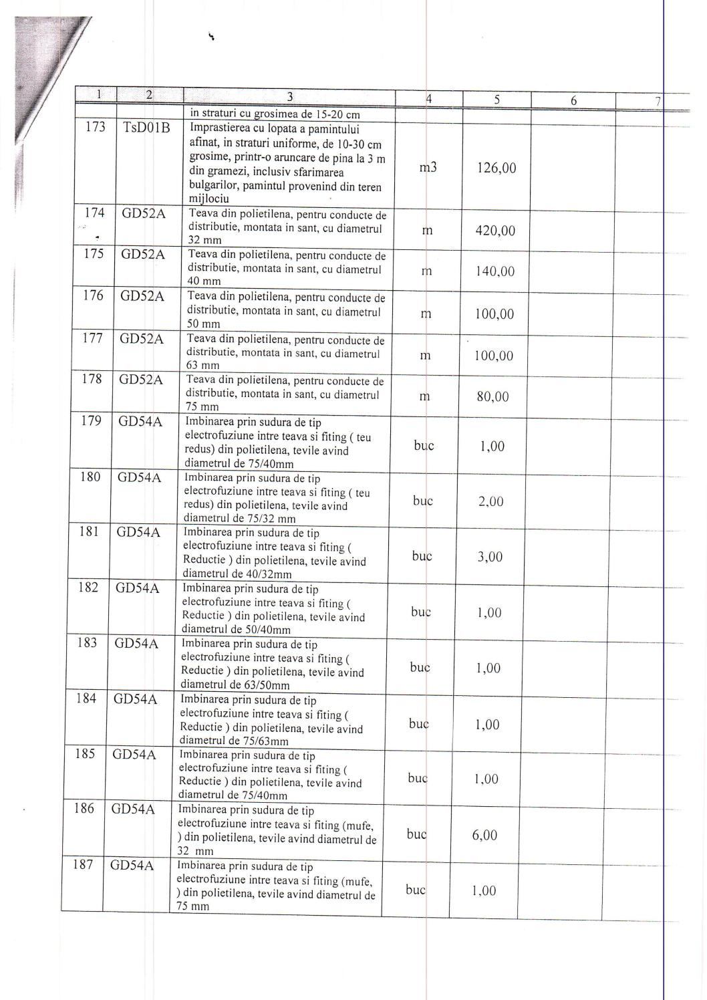 1 2 3 4 5 6 7
in straturi cu grosimea de 15-20 cm
173 TsD01B Imprastierea cu lopata a pamintului
afinat, in straturi uniforme, de 10-30 cm
grosime, printr-o aruncare de pina la 3 m
din gramezi, inclusiv sfarimarea m3 126,00
bulgarilor, pamintul provenind din teren
mijlociu
174 GD52A Teava din polietilena, pentru conducte de
distributie, montata in sant, cu diametrul m 420,00
32 mm
175 GD52A Teava din polietilena, pentru conducte de
distributie, montata in sant, cu diametrul m 140,00
40 mm
176 GD52A Teava din polietilena, pentru conducte de
distributie, montata in sant, cu diametrul m 100,00
50 mm
177 GD52A Teava din polietilena, pentru conducte de
distributie, montata in sant, cu diametrul m 100,00
63 mm
178 GD52A Teava din polietilena, pentru conducte de
distributie, montata in sant, cu diametrul m 80,00
75 mm
179 GD54A Imbinarea prin sudura de tip
electrofuziune intre teava si fiting ( teu
redus) din polietilena, tevile avind buc 1,00
diametrul de 75/40mm
180 GD54A Imbinarea prin sudura de tip
electrofuziune intre teava si fiting ( teu
redus) din polietilena, tevile avind buc 2,00
diametrul de 75/32 mm
181 GD54A Imbinarea prin sudura de tip
electrofuziune intre teava si fiting (
Reductie ) din polietilena, tevile avind buc 3,00
diametrul de 40/32mm
182 GD54A Imbinarea prin sudura de tip
electrofuziune intre teava si fiting (
Reductie ) din polietilena, tevile avind buc 1,00
diametrul de 50/40mm
183 GD54A Imbinarea prin sudura de tip
electrofuziune intre teava si fiting (
Reductie ) din polietilena, tevile avind buc 1,00
diametrul de 63/50mm
184 GD54A Imbinarea prin sudura de tip
electrofuziune intre teava si fiting (
Reductie ) din polietilena, tevile avind buc 1,00
diametrul de 75/63mm
185 GD54A Imbinarea prin sudura de tip
electrofuziune intre teava si fiting (
Reductie ) din polietilena, tevile avind buc 1,00
diametrul de 75/40mm
186 GD54A Imbinarea prin sudura de tip
electrofuziune intre teava si fiting (mufe,
) din polietilena, tevile avind diametrul de buc 6,00
32 mm
187 GD54A Imbinarea prin sudura de tip
electrofuziune intre teava si fiting (mufe,
) din polietilena, tevile avind diametrul de buc 1,00
75 mm